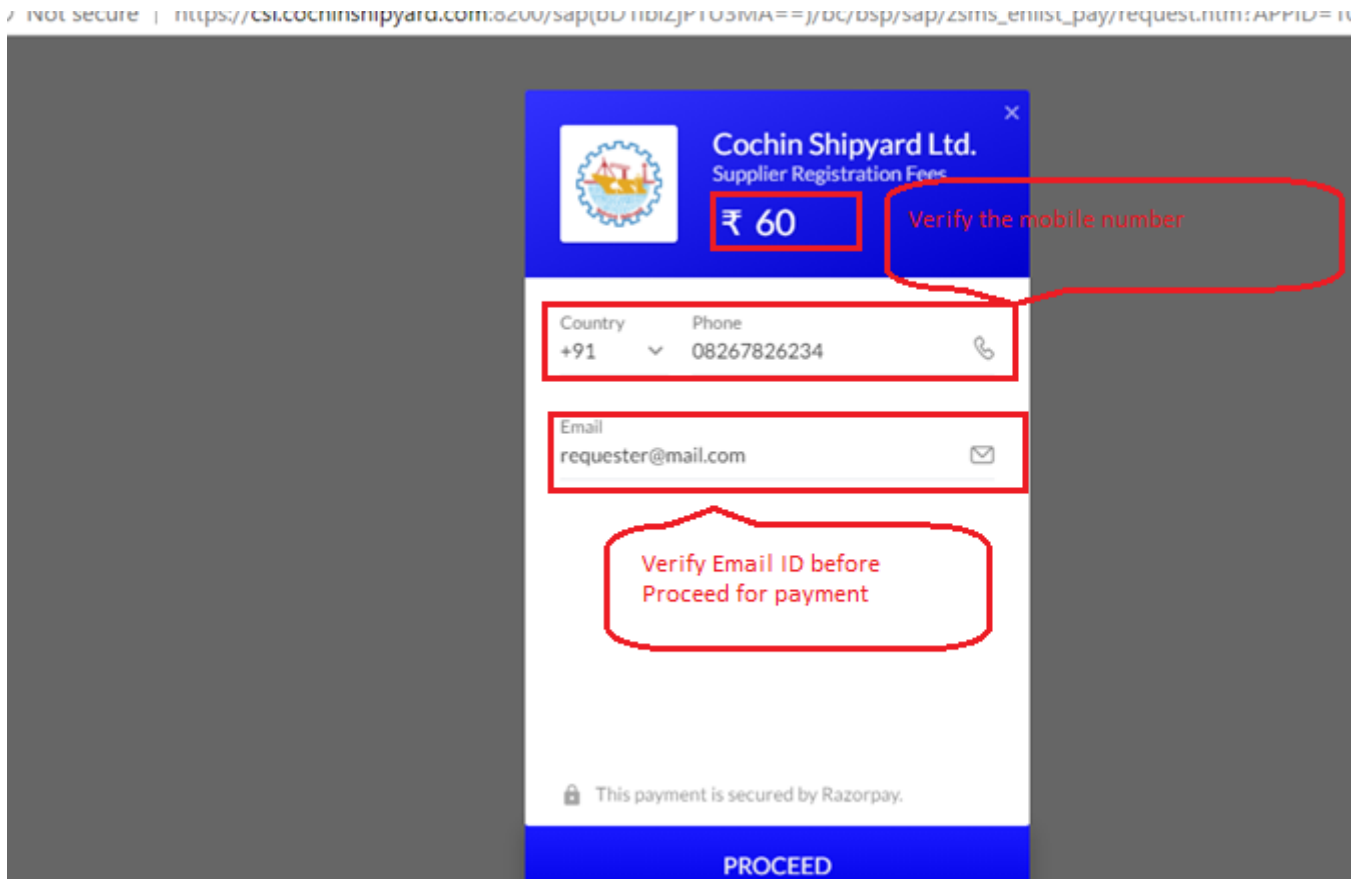 Not secure | https://csi.cochinshipyard.com:8200/sap
/bc/bsp/sap/zsms_enlist_pay/request.htm?APPID=10
×
Cochin Shipyard Ltd.
Supplier Registration Fees
₹ 60
Verify the mobile number
Country Phone
+91 08267826234
Email
requester@mail.com
Verify Email ID before
Proceed for payment
This payment is secured by Razorpay.
PROCEED